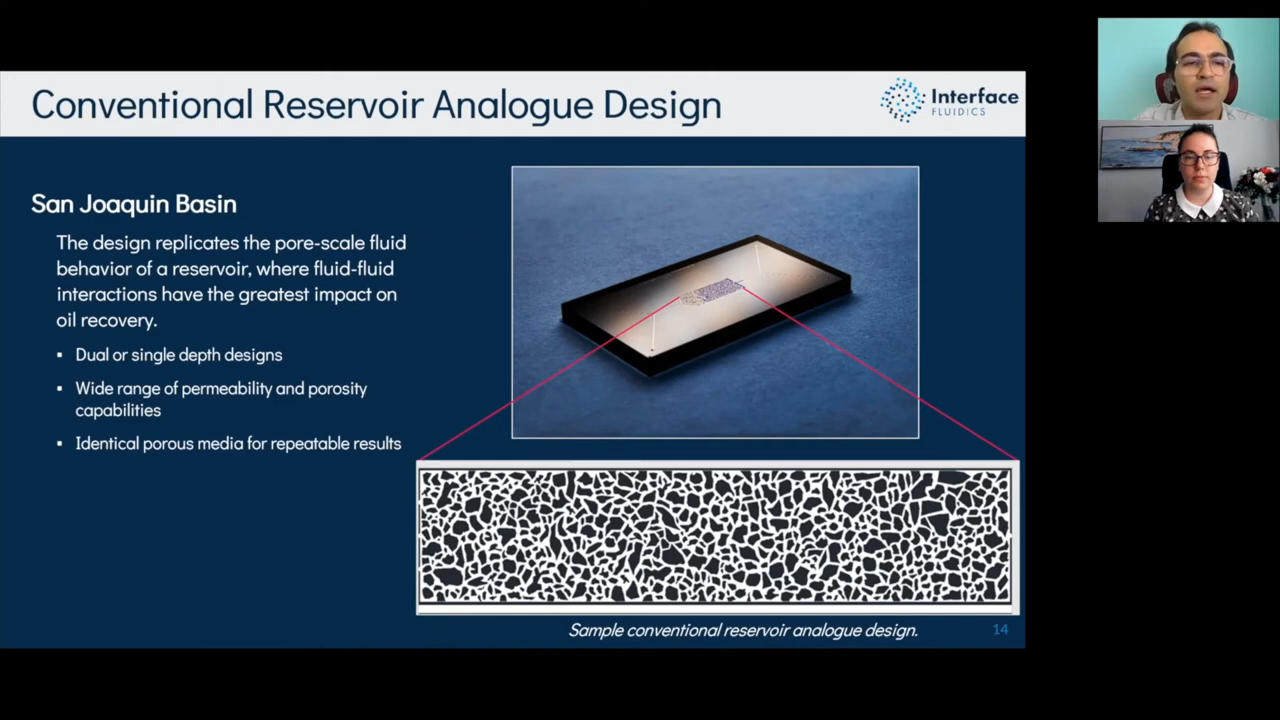 Conventional Reservoir Analogue Design
Interface
FLUIDICS
San Joaquin Basin
The design replicates the pore-scale fluid
behavior of a reservoir, where fluid-fluid
interactions have the greatest impact on
oil recovery.
▪ Dual or single depth designs
▪ Wide range of permeability and porosity
capabilities
▪ Identical porous media for repeatable results
Sample conventional reservoir analogue design.
14